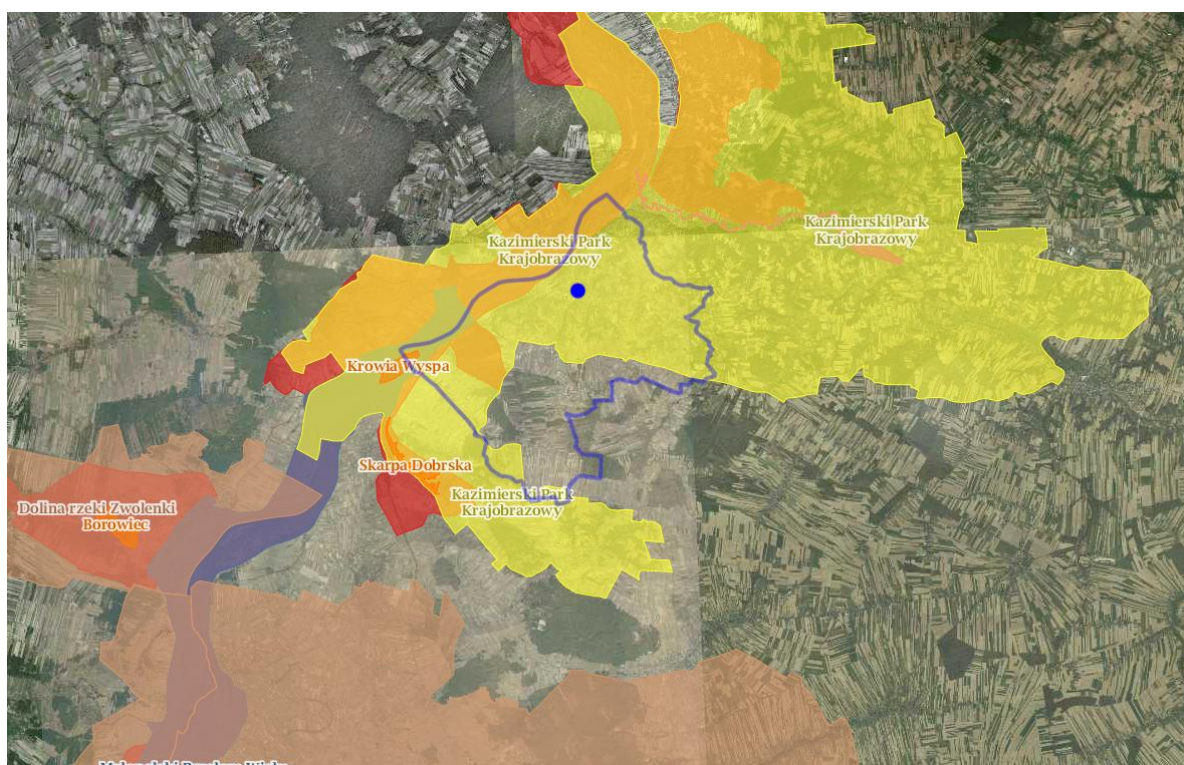 Kazimierski Park
Krajobrazowy
Kazimierski Park
Krajobrazowy
Krowia Wyspa
Skarpa Dobrska
Kazimierski Park
Krajobrazowy
Dolina rzeki Zwolenki
Borowiec